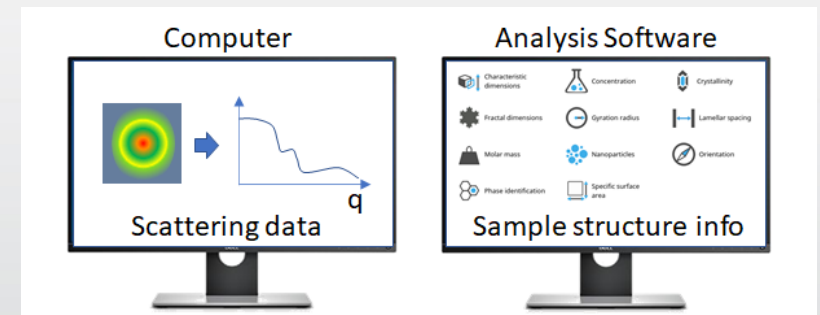 Computer
Analysis Software
q
Scattering data
Characteristic
dimensions
Concentration
Crystallinity
Fractal dimensions
Gyration radius
Lamellar spacing
Molar mass
Nanoparticles
Orientation
Phase identification
Specific surface
area
Sample structure info